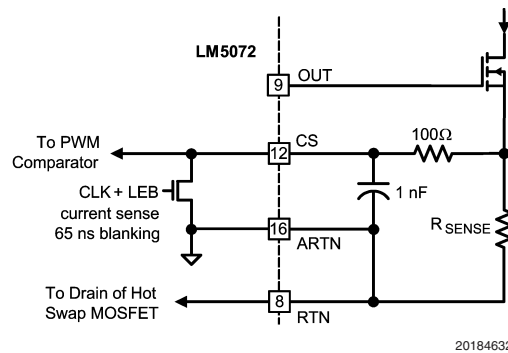 LM5072
9
OUT
To PWM
Comparator
12
CS
100Ω
CLK + LEB
current sense
65 ns blanking
1 nF
16
ARTN
R SENSE
To Drain of Hot
Swap MOSFET
8
RTN
20184632